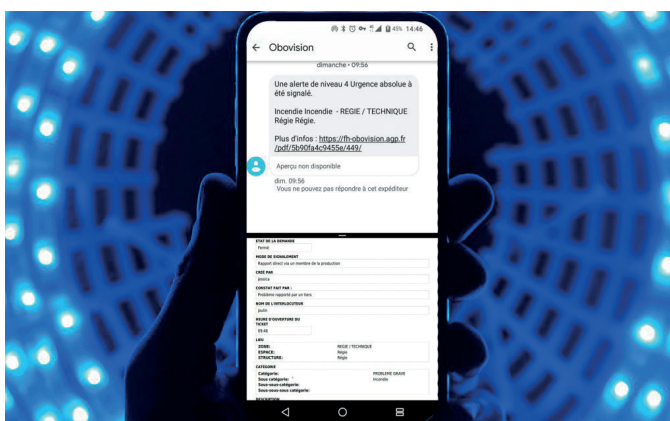 45% 14:46
Obovision
dimanche • 09:56
Une alerte de niveau 4 Urgence absolue à
été signalé.
Incendie Incendie - REGIE / TECHNIQUE
Régie Régie.
Plus d'infos : https://fh-obovision.agp.fr
/pdf/5b90fa4c9455e/449/
Aperçu non disponible
dim. 09:56
Vous ne pouvez pas répondre à cet expéditeur
ETAT DE LA DEMANDE
Fermé
MODE DE SIGNALEMENT
Rapport direct via un membre de la production
CRÉÉ PAR
Jessica
CONSTAT FAIT PAR :
Problème rapporté par un tiers
NOM DE L'INTERLOCUTEUR
HEURE D'OUVERTURE DU
TICKET
09:46
LIEU
ZONE: REGIE / TECHNIQUE
ESPACE: Régie
STRUCTURE: Régie
CATÉGORIE
Catégorie: PROBLEME GRAVE
Sous catégorie: Incendie
Sous-sous-catégorie:
Sous-sous-sous catégorie:
DESCRIPTION